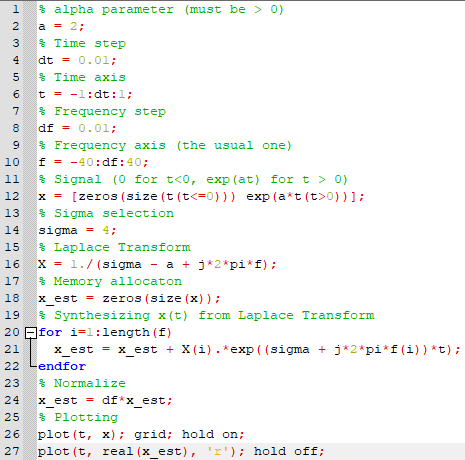 1 % alpha parameter (must be > 0)
2 a = 2;
3 % Time step
4 dt = 0.01;
5 % Time axis
6 t = -1:dt:1;
7 % Frequency step
8 df = 0.01;
9 % Frequency axis (the usual one)
10 f = -40:df:40;
11 % Signal (0 for t<0, exp(at) for t > 0)
12 x = [zeros(size(t(t<=0))) exp(a*t(t>0))];
13 % Sigma selection
14 sigma = 4;
15 % Laplace Transform
16 X = 1./(sigma - a + j*2*pi*f);
17 % Memory allocaton
18 x_est = zeros(size(x));
19 % Synthesizing x(t) from Laplace Transform
20 for i=1:length(f)
21 x_est = x_est + X(i).*exp((sigma + j*2*pi*f(i))*t);
22 endfor
23 % Normalize
24 x_est = df*x_est;
25 % Plotting
26 plot(t, x); grid; hold on;
27 plot(t, real(x_est), 'r'); hold off;